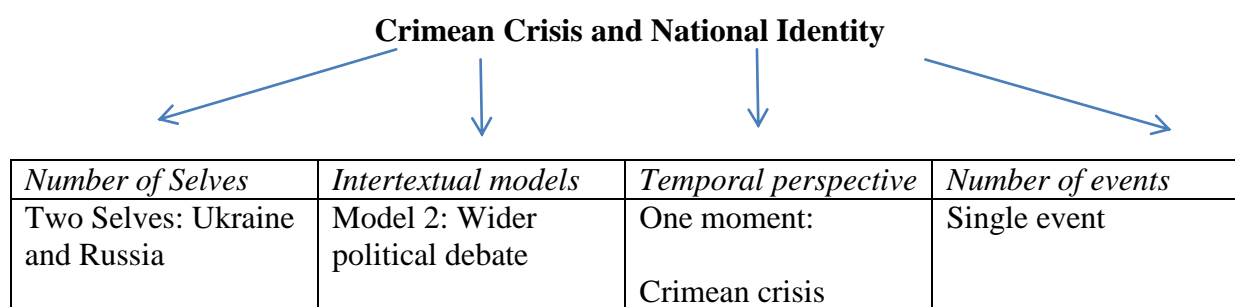 Crimean Crisis and National Identity
Number of Selves
Intertextual models
Temporal perspective
Number of events
Two Selves: Ukraine
and Russia
Model 2: Wider
political debate
One moment:
Crimean crisis
Single event